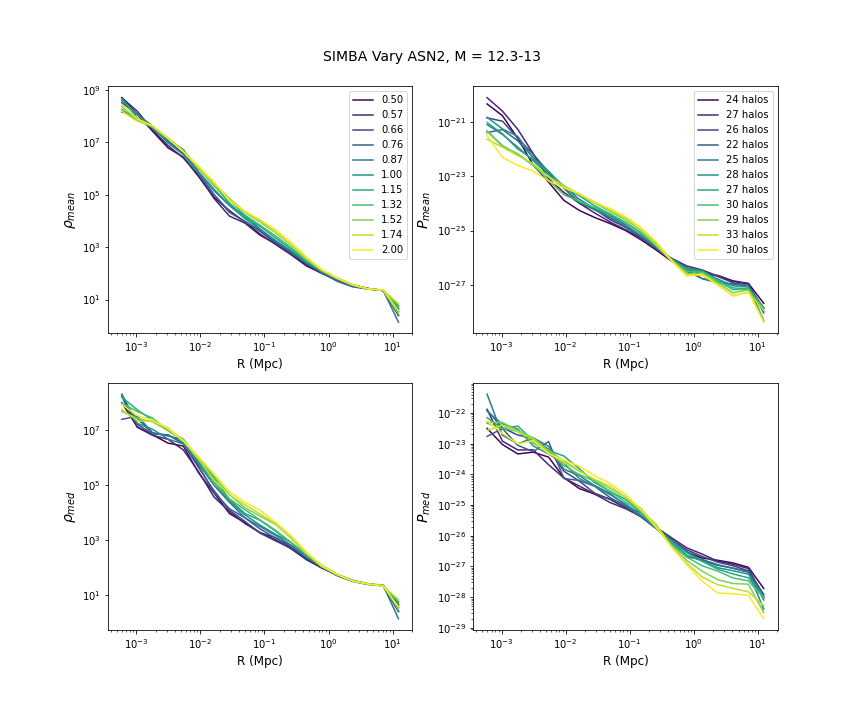 SIMBA Vary ASN2, M = 12.3-13
10⁹
10⁷
10⁵
10³
10¹
ρ_mean
10⁻³ 10⁻² 10⁻¹ 10⁰ 10¹
R (Mpc)
0.50
0.57
0.66
0.76
0.87
1.00
1.15
1.32
1.52
1.74
2.00
10⁻²¹
10⁻²³
10⁻²⁵
10⁻²⁷
P_mean
10⁻³ 10⁻² 10⁻¹ 10⁰ 10¹
R (Mpc)
24 halos
27 halos
26 halos
22 halos
25 halos
28 halos
27 halos
30 halos
29 halos
33 halos
30 halos
10⁷
10⁵
10³
10¹
ρ_med
10⁻³ 10⁻² 10⁻¹ 10⁰ 10¹
R (Mpc)
10⁻²²
10⁻²³
10⁻²⁴
10⁻²⁵
10⁻²⁶
10⁻²⁷
10⁻²⁸
10⁻²⁹
P_med
10⁻³ 10⁻² 10⁻¹ 10⁰ 10¹
R (Mpc)